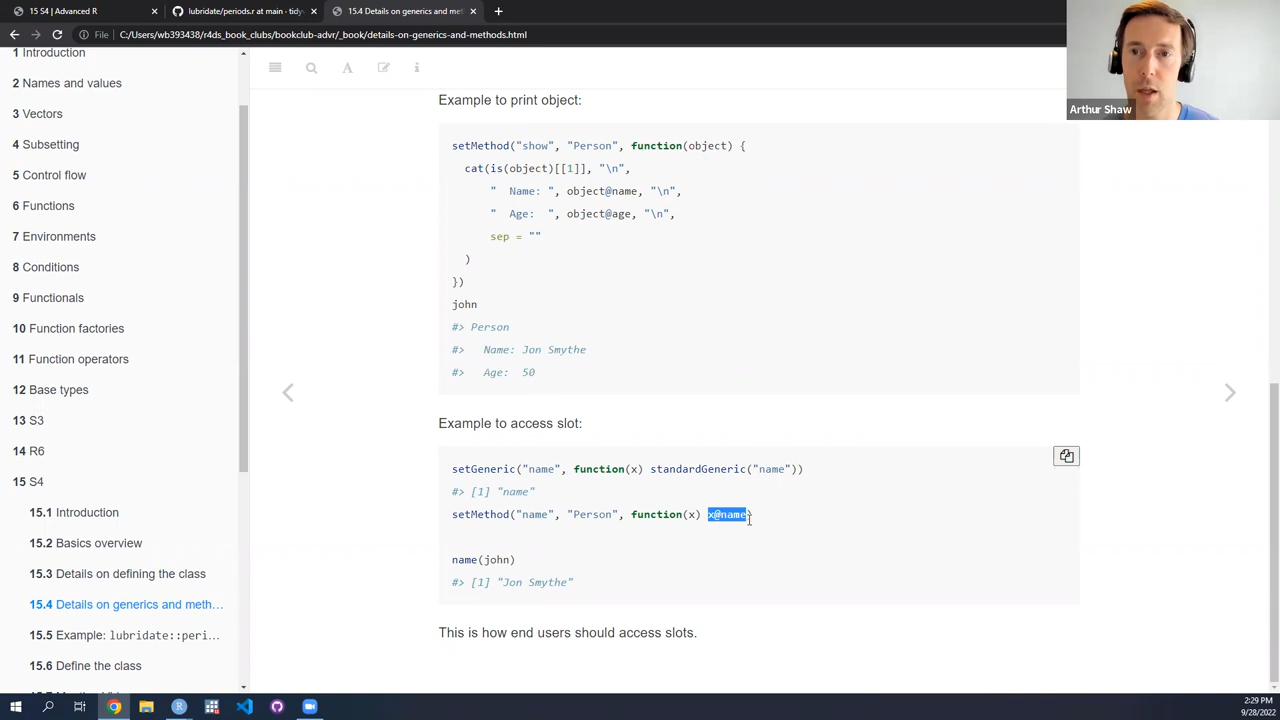 15 S4 | Advanced R
lubridate/periods.r at main · tidy
15.4 Details on generics and met
File
C:/Users/wb393438/r4ds_book_clubs/bookclub-advr/_book/details-on-generics-and-methods.html
Arthur Shaw
1 Introduction
2 Names and values
3 Vectors
4 Subsetting
5 Control flow
6 Functions
7 Environments
8 Conditions
9 Functionals
10 Function factories
11 Function operators
12 Base types
13 S3
14 R6
15 S4
15.1 Introduction
15.2 Basics overview
15.3 Details on defining the class
15.4 Details on generics and meth…
15.5 Example: lubridate::peri…
15.6 Define the class
Example to print object:
setMethod("show", "Person", function(object) {
cat(is(object)[[1]], "\n",
"  Name: ", object@name, "\n",
"  Age:  ", object@age, "\n",
sep = ""
)
})
john
#> Person
#>   Name: Jon Smythe
#>   Age:  50
Example to access slot:
setGeneric("name", function(x) standardGeneric("name"))
#> [1] "name"
setMethod("name", "Person", function(x) x@name)
name(john)
#> [1] "Jon Smythe"
This is how end users should access slots.
2:29 PM
9/28/2022